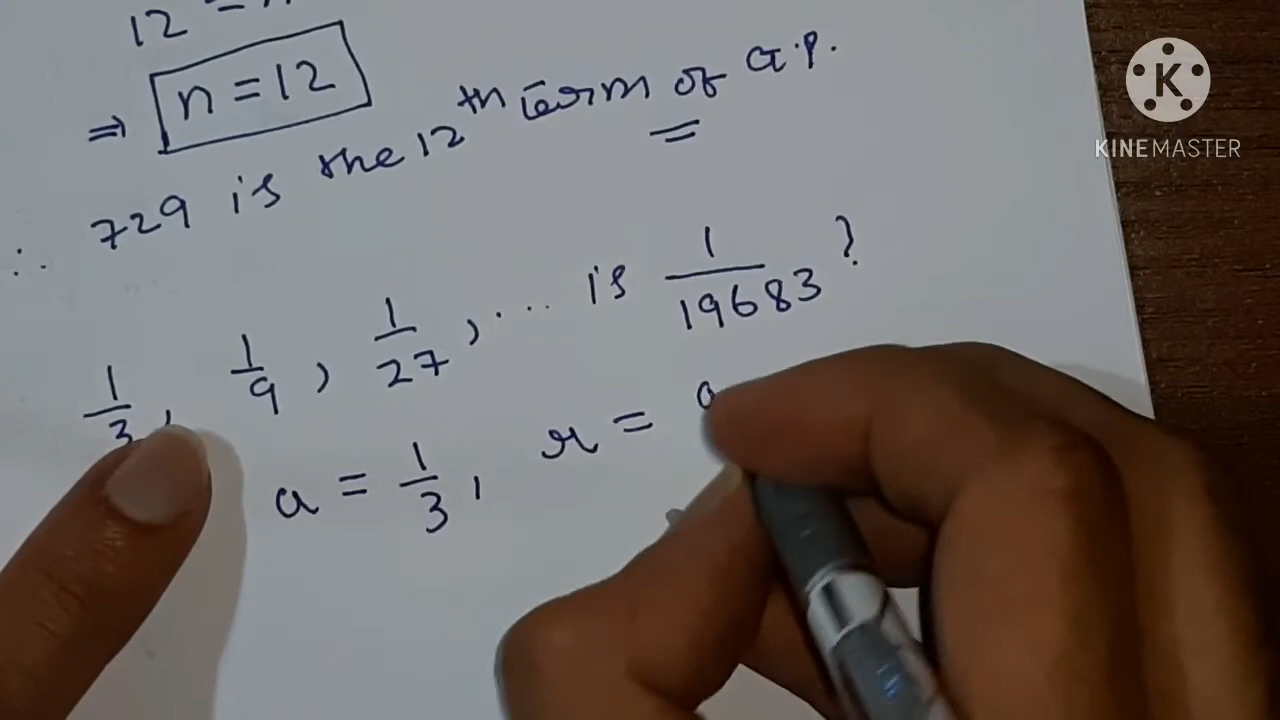 12 =
⇒ n = 12
∴ 729 is the 12th term of G.P.
1/3, 1/9, 1/27, ... is 1/19683 ?
a = 1/3, r =
K
KINEMASTER